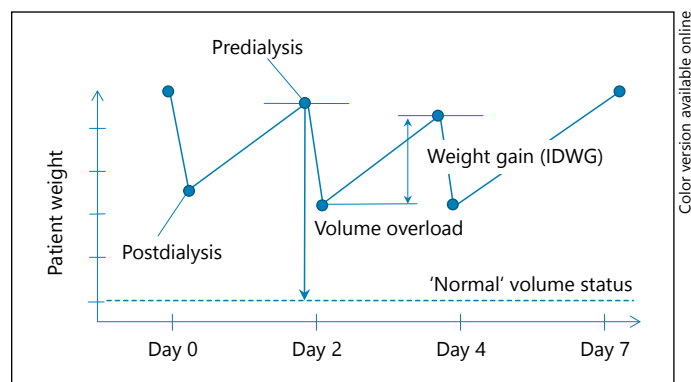 Predialysis
Weight gain (IDWG)
Patient weight
Volume overload
Postdialysis
‘Normal‘ volume status
Day 0
Day 2
Day 4
Day 7
Color version available online